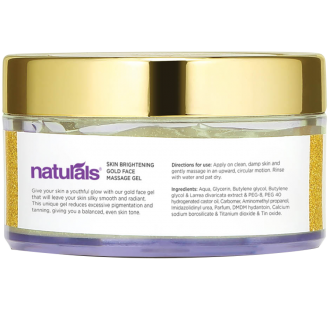 naturals®
SKIN BRIGHTENING
GOLD FACE
MASSAGE GEL
Give your skin a youthful glow with our gold face gel
that will leave your skin silky smooth and radiant.
This unique gel reduces excessive pigmentation and
tanning, giving you a balanced, even skin tone.
Directions for use: Apply on clean, damp skin and
gently massage in an upward, circular motion. Rinse
with water and pat dry.
Ingredients: Aqua, Glycerin, Butylene glycol, Butylene
glycol & Larrea divaricata extract & PEG-8, PEG 40
hydrogenated castor oil, Carbomer, Aminomethyl propanol,
Imidazolidinyl urea, Parfum, DMDM hydantoin, Calcium
sodium borosilicate & Titanium dioxide & Tin oxide.